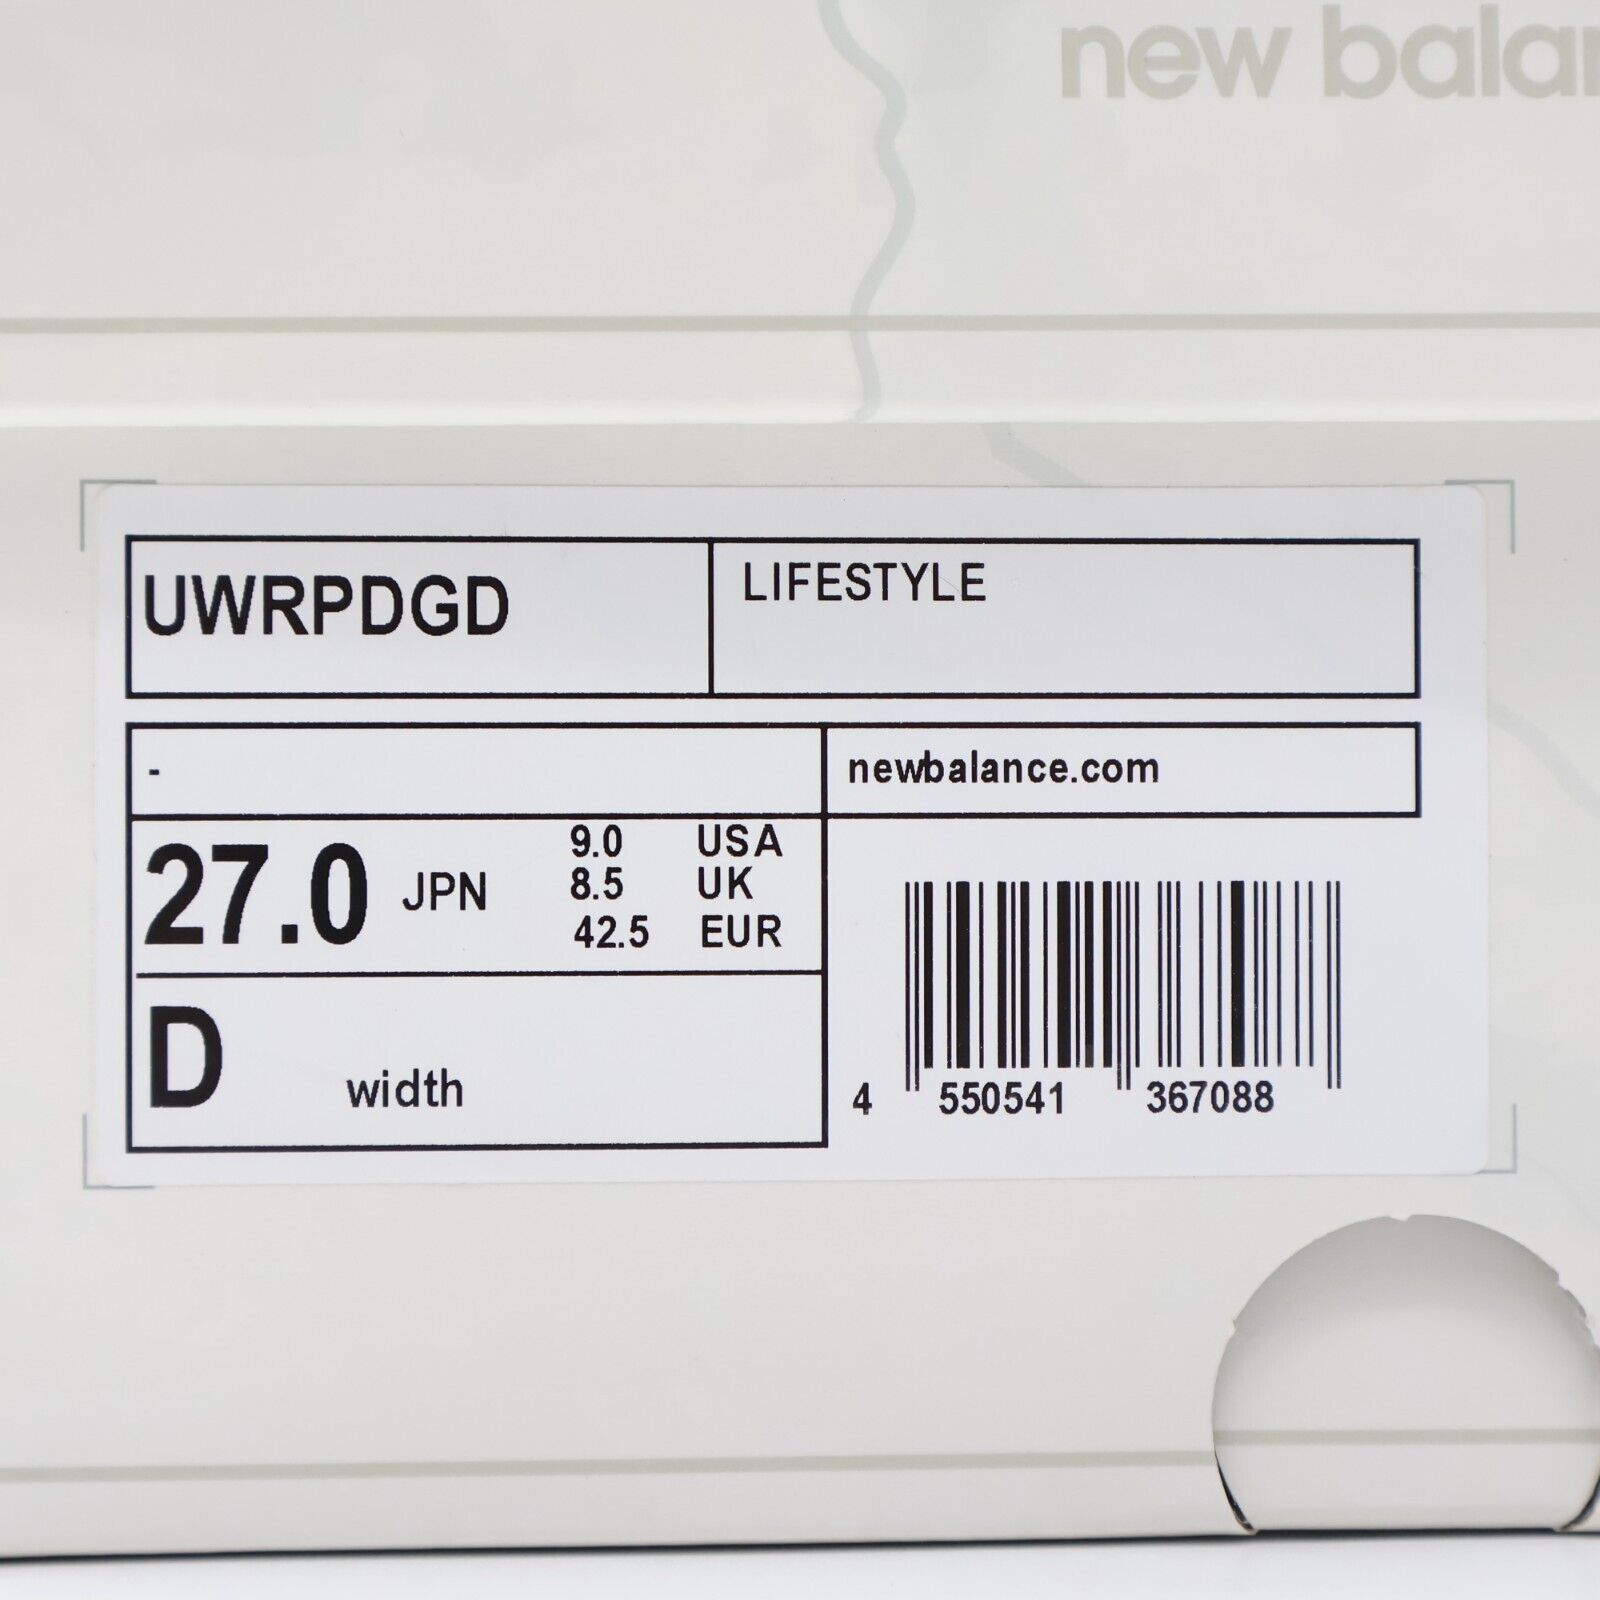 new balan
UWRPDGD
LIFESTYLE
-
newbalance.com
27.0 JPN
9.0 USA
8.5 UK
42.5 EUR
D width
4 550541 367088